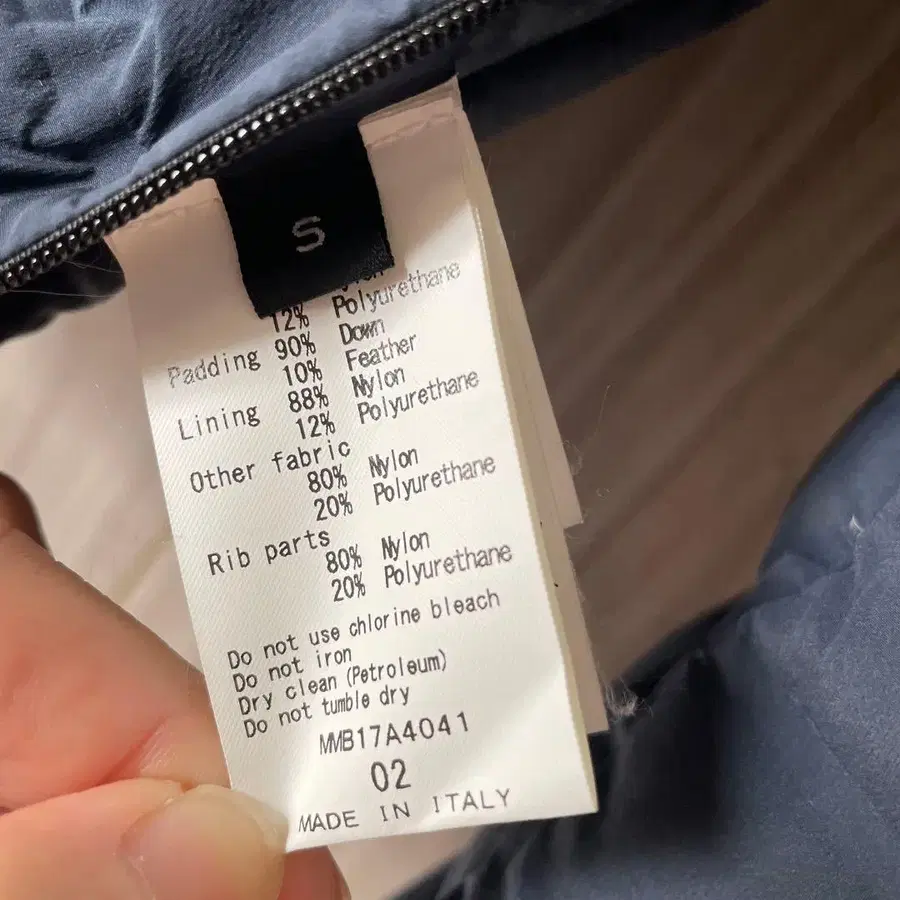 S
12% Polyurethane
Padding 90% Down
10% Feather
Lining 88% Nylon
12% Polyurethane
Other fabric
80% Nylon
20% Polyurethane
Rib parts
80% Nylon
20% Polyurethane
Do not use chlorine bleach
Do not iron
Dry clean (Petroleum)
Do not tumble dry
MMB17A4041
02
MADE IN ITALY